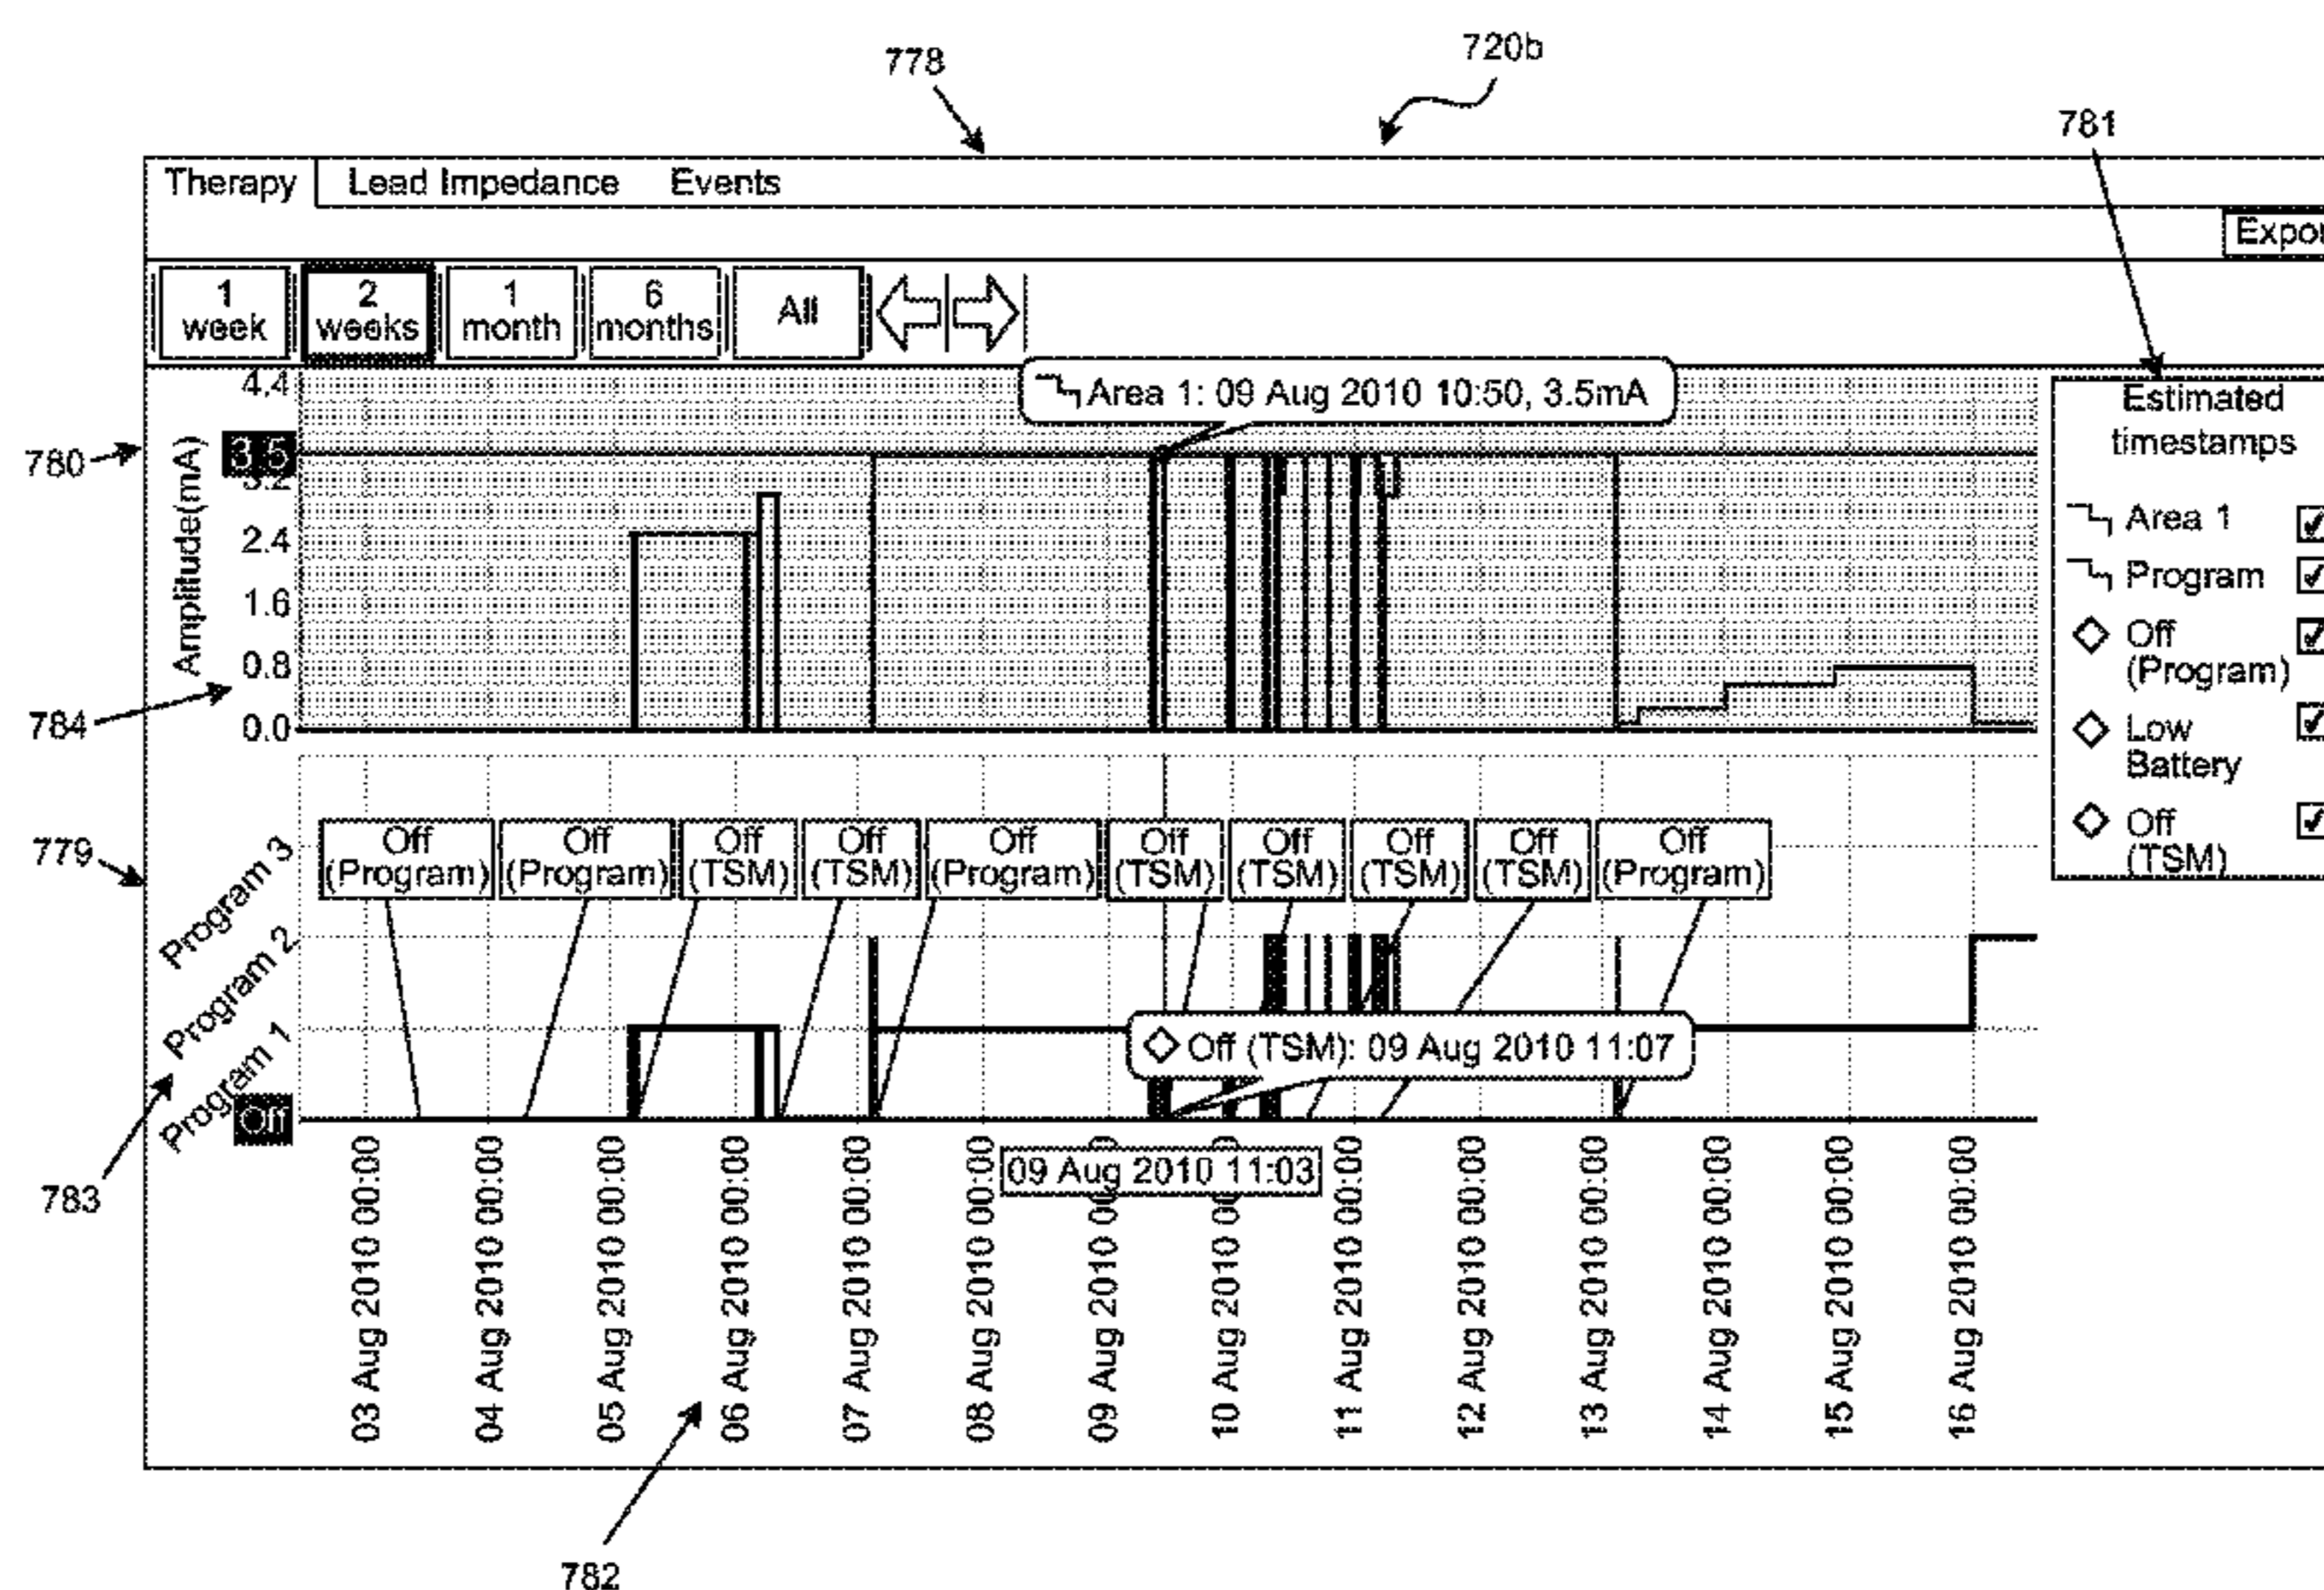 778
720b
781
Therapy Lead Impedance Events
1 week
2 weeks
1 month
6 months
All
Area 1: 09 Aug 2010 10:50, 3.5mA
780
784
Amplitude(mA)
4.4
3.5
3.2
2.4
1.6
0.8
0.0
Estimated
timestamps
Area 1
Program
Off
(Program)
Low
Battery
Off
(TSM)
779
783
Program 3
Program 2
Program 1
Off
Off (Program)
Off (Program)
Off (TSM)
Off (TSM)
Off (Program)
Off (TSM)
Off (TSM)
Off (TSM)
Off (TSM)
Off (Program)
Off (TSM): 09 Aug 2010 11:07
09 Aug 2010 11:03
03 Aug 2010 00:00
04 Aug 2010 00:00
05 Aug 2010 00:00
06 Aug 2010 00:00
07 Aug 2010 00:00
08 Aug 2010 00:00
09 Aug 2010
10 Aug 2010
11 Aug 2010 00:00
12 Aug 2010 00:00
13 Aug 2010 00:00
14 Aug 2010 00:00
15 Aug 2010 00:00
16 Aug 2010 00:00
782